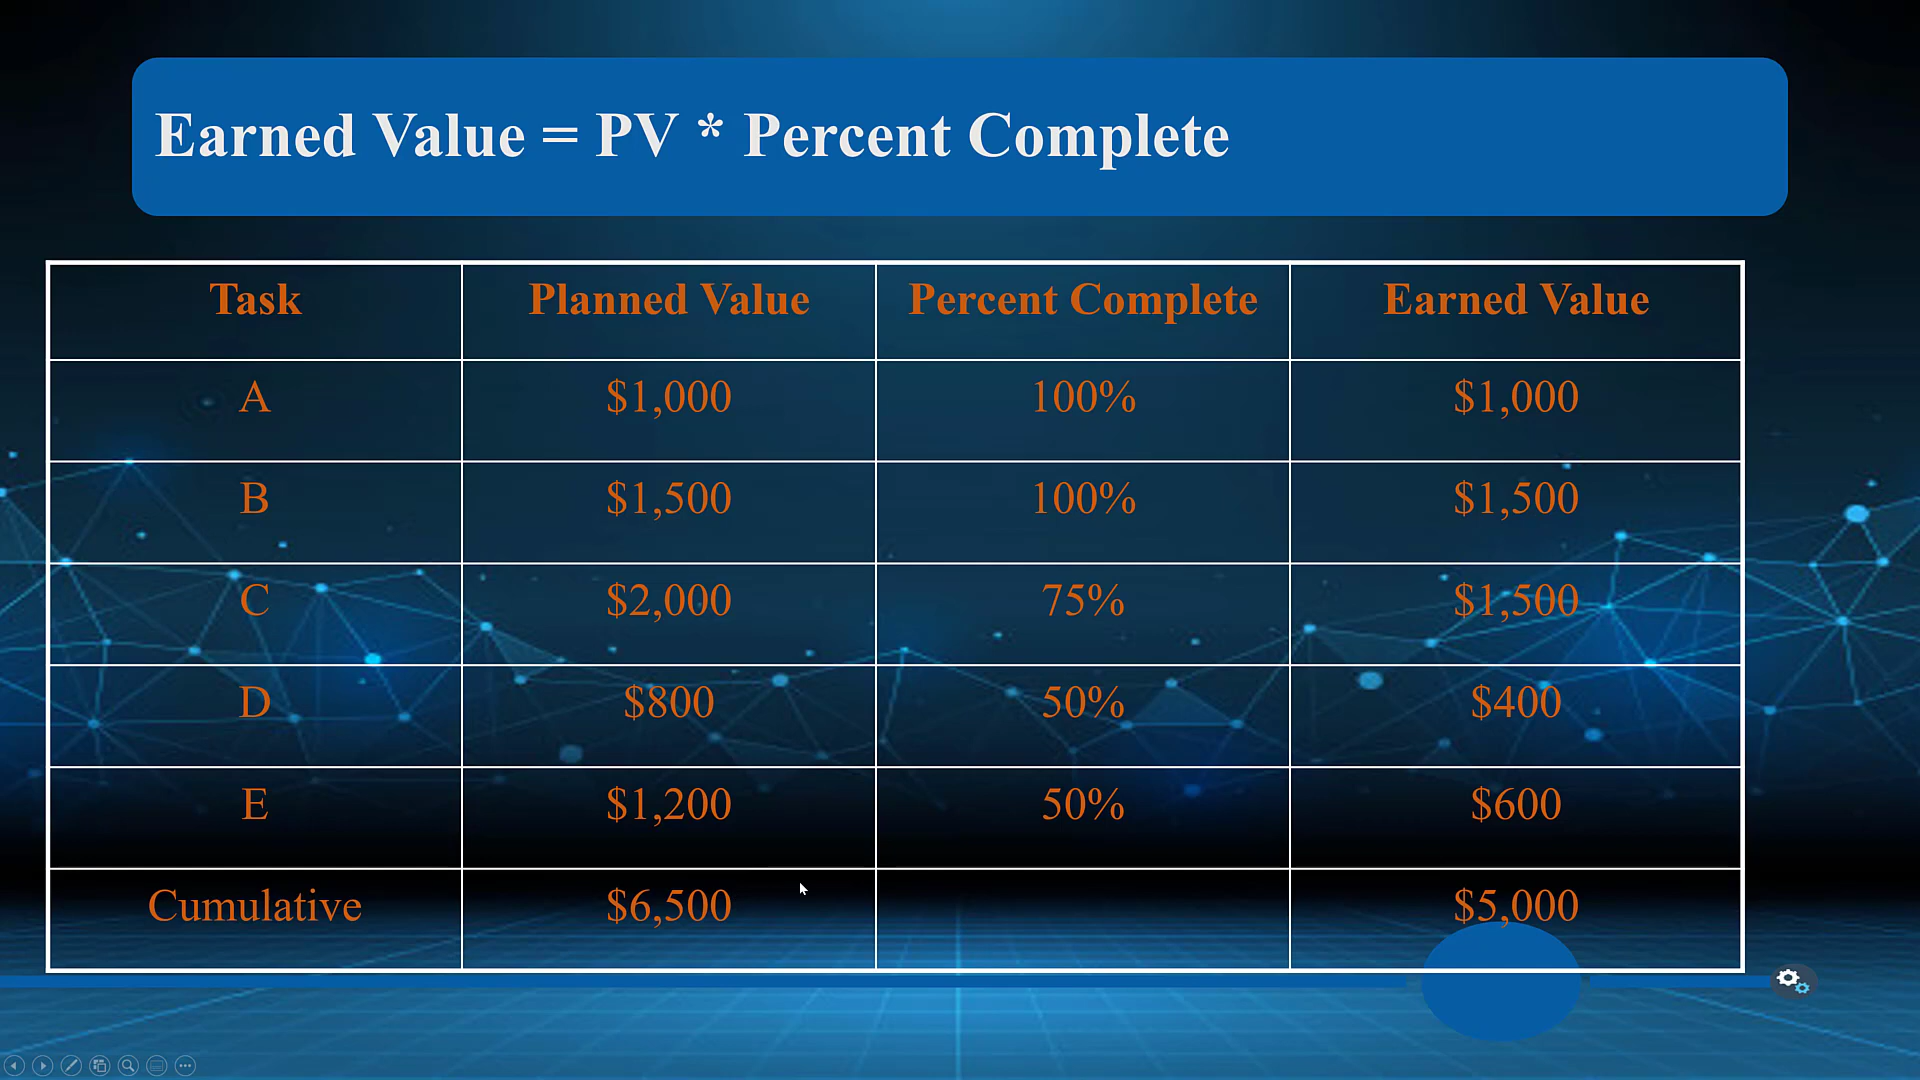 Earned Value = PV * Percent Complete
Task Planned Value Percent Complete Earned Value
A $1,000 100% $1,000
B $1,500 100% $1,500
C $2,000 75% $1,500
D $800 50% $400
E $1,200 50% $600
Cumulative $6,500 $5,000